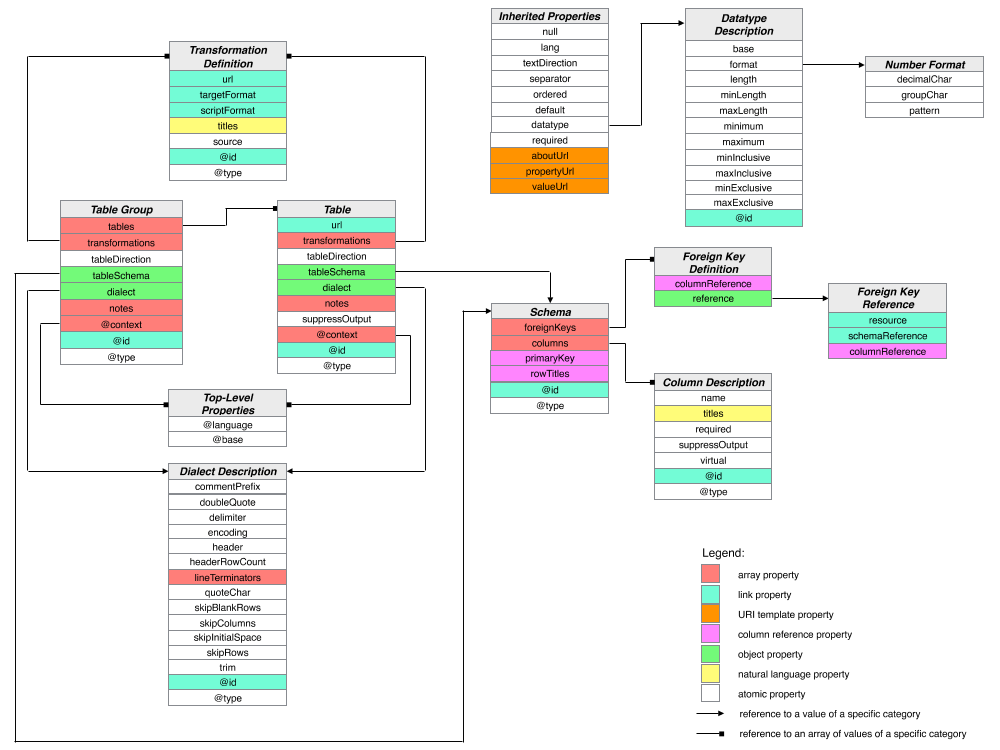 Transformation
Definition
url
targetFormat
scriptFormat
titles
source
@id
@type
Table Group
tables
transformations
tableDirection
tableSchema
dialect
notes
@context
@id
@type
Table
url
transformations
tableDirection
tableSchema
dialect
notes
suppressOutput
@context
@id
@type
Top-Level
Properties
@language
@base
Dialect Description
commentPrefix
doubleQuote
delimiter
encoding
header
headerRowCount
lineTerminators
quoteChar
skipBlankRows
skipColumns
skipInitialSpace
skipRows
trim
@id
@type
Inherited Properties
null
lang
textDirection
separator
ordered
default
datatype
required
aboutUrl
propertyUrl
valueUrl
Datatype
Description
base
format
length
minLength
maxLength
minimum
maximum
minInclusive
maxInclusive
minExclusive
maxExclusive
@id
Number Format
decimalChar
groupChar
pattern
Schema
foreignKeys
columns
primaryKey
rowTitles
@id
@type
Foreign Key
Definition
columnReference
reference
Foreign Key
Reference
resource
schemaReference
columnReference
Column Description
name
titles
required
suppressOutput
virtual
@id
@type
Legend:
array property
link property
URI template property
column reference property
object property
natural language property
atomic property
reference to a value of a specific category
reference to an array of values of a specific category